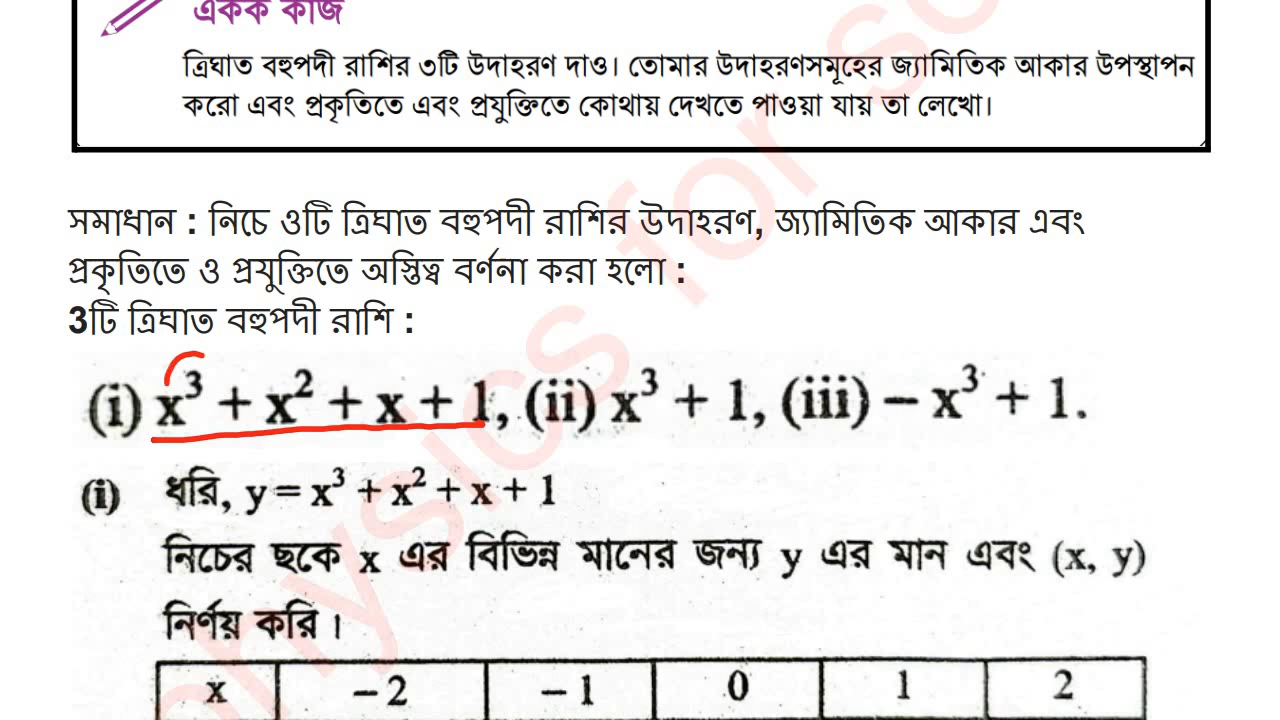 একক কাজ
ত্রিঘাত বহুপদী রাশির ৩টি উদাহরণ দাও। তোমার উদাহরণসমূহের জ্যামিতিক আকার উপস্থাপন
করো এবং প্রকৃতিতে এবং প্রযুক্তিতে কোথায় দেখতে পাওয়া যায় তা লেখো।
সমাধান : নিচে ৩টি ত্রিঘাত বহুপদী রাশির উদাহরণ, জ্যামিতিক আকার এবং
প্রকৃতিতে ও প্রযুক্তিতে অস্তিত্ব বর্ণনা করা হলো :
3টি ত্রিঘাত বহুপদী রাশি :
(i) x³ + x² + x + 1, (ii) x³ + 1, (iii) – x³ + 1.
(i) ধরি, y = x³ + x² + x + 1
নিচের ছকে x এর বিভিন্ন মানের জন্য y এর মান এবং (x, y)
নির্ণয় করি।
x –2 –1 0 1 2
physics for sc